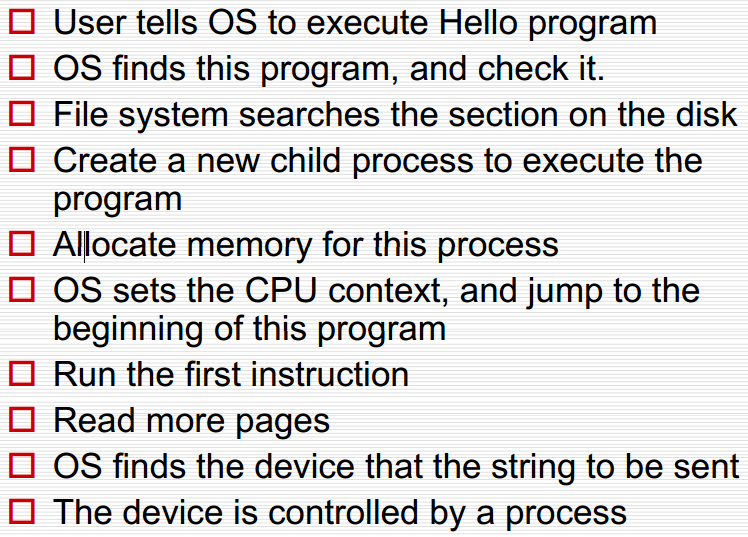 User tells OS to execute Hello program
OS finds this program, and check it.
File system searches the section on the disk
Create a new child process to execute the
program
Allocate memory for this process
OS sets the CPU context, and jump to the
beginning of this program
Run the first instruction
Read more pages
OS finds the device that the string to be sent
The device is controlled by a process